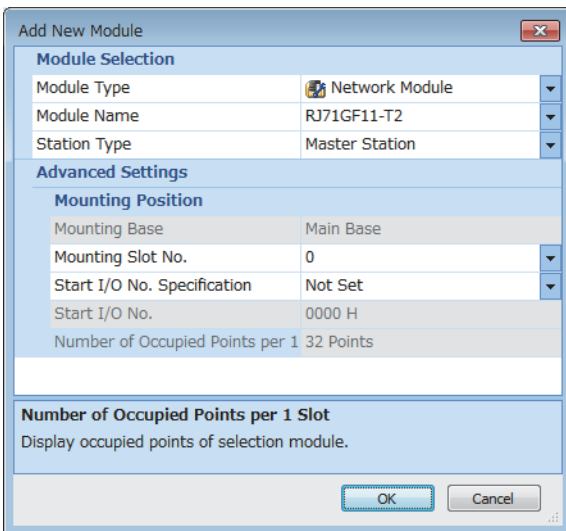 Add New Module
Module Selection
Module Type Network Module
Module Name RJ71GF11-T2
Station Type Master Station
Advanced Settings
Mounting Position
Mounting Base Main Base
Mounting Slot No. 0
Start I/O No. Specification Not Set
Start I/O No. 0000 H
Number of Occupied Points per 1 32 Points
Number of Occupied Points per 1 Slot
Display occupied points of selection module.
OK Cancel